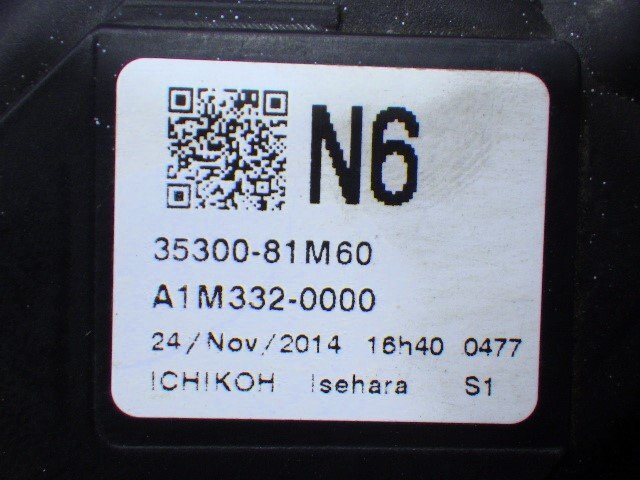 N6
35300-81M60
A1M332-0000
24/Nov/2014 16h40 0477
ICHIKOH Isehara S1